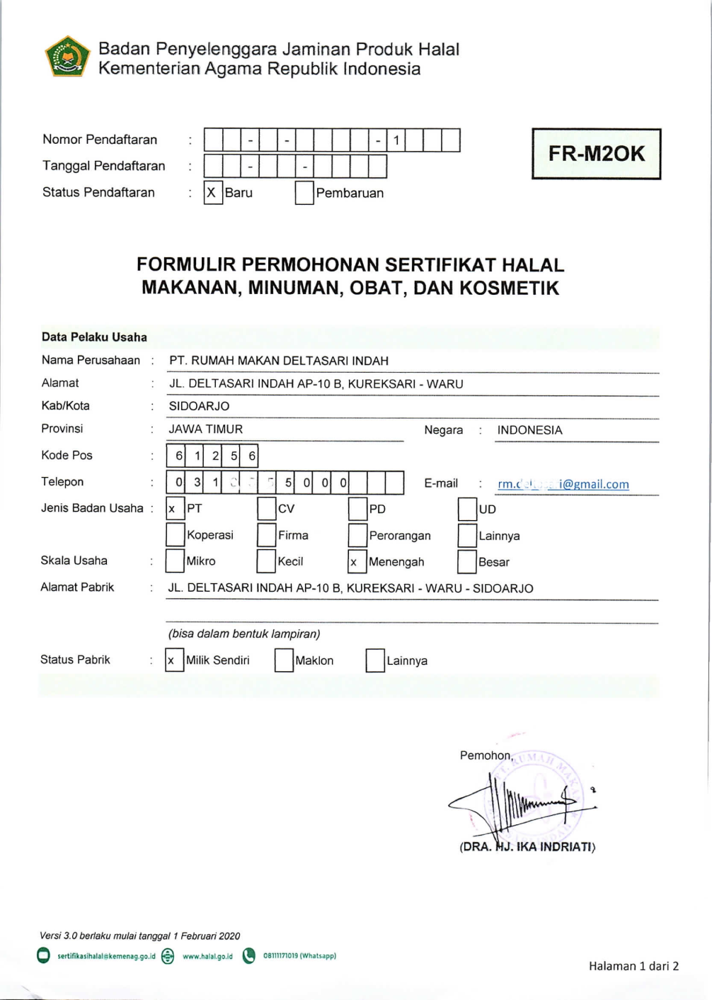 Badan Penyelenggara Jaminan Produk Halal
Kementerian Agama Republik Indonesia
Nomor Pendaftaran : - - - 1
FR-M2OK
Tanggal Pendaftaran : - -
Status Pendaftaran : X Baru Pembaruan
FORMULIR PERMOHONAN SERTIFIKAT HALAL
MAKANAN, MINUMAN, OBAT, DAN KOSMETIK
Data Pelaku Usaha
Nama Perusahaan : PT. RUMAH MAKAN DELTASARI INDAH
Alamat : JL. DELTASARI INDAH AP-10 B, KUREKSARI - WARU
Kab/Kota : SIDOARJO
Provinsi : JAWA TIMUR Negara : INDONESIA
Kode Pos : 6 1 2 5 6
Telepon : 0 3 1 5 0 0 0 E-mail :
Jenis Badan Usaha : x PT CV PD UD
Koperasi Firma Perorangan Lainnya
Skala Usaha : Mikro Kecil x Menengah Besar
Alamat Pabrik : JL. DELTASARI INDAH AP-10 B, KUREKSARI - WARU - SIDOARJO
(bisa dalam bentuk lampiran)
Status Pabrik : x Milik Sendiri Maklon Lainnya
Pemohon,
PT. RUMAH MAKAN
(DRA. HJ. IKA INDRIATI)
Versi 3.0 berlaku mulai tanggal 1 Februari 2020
sertifikasihalal@kemenag.go.id www.halal.go.id 08111171019 (Whatsapp)
Halaman 1 dari 2